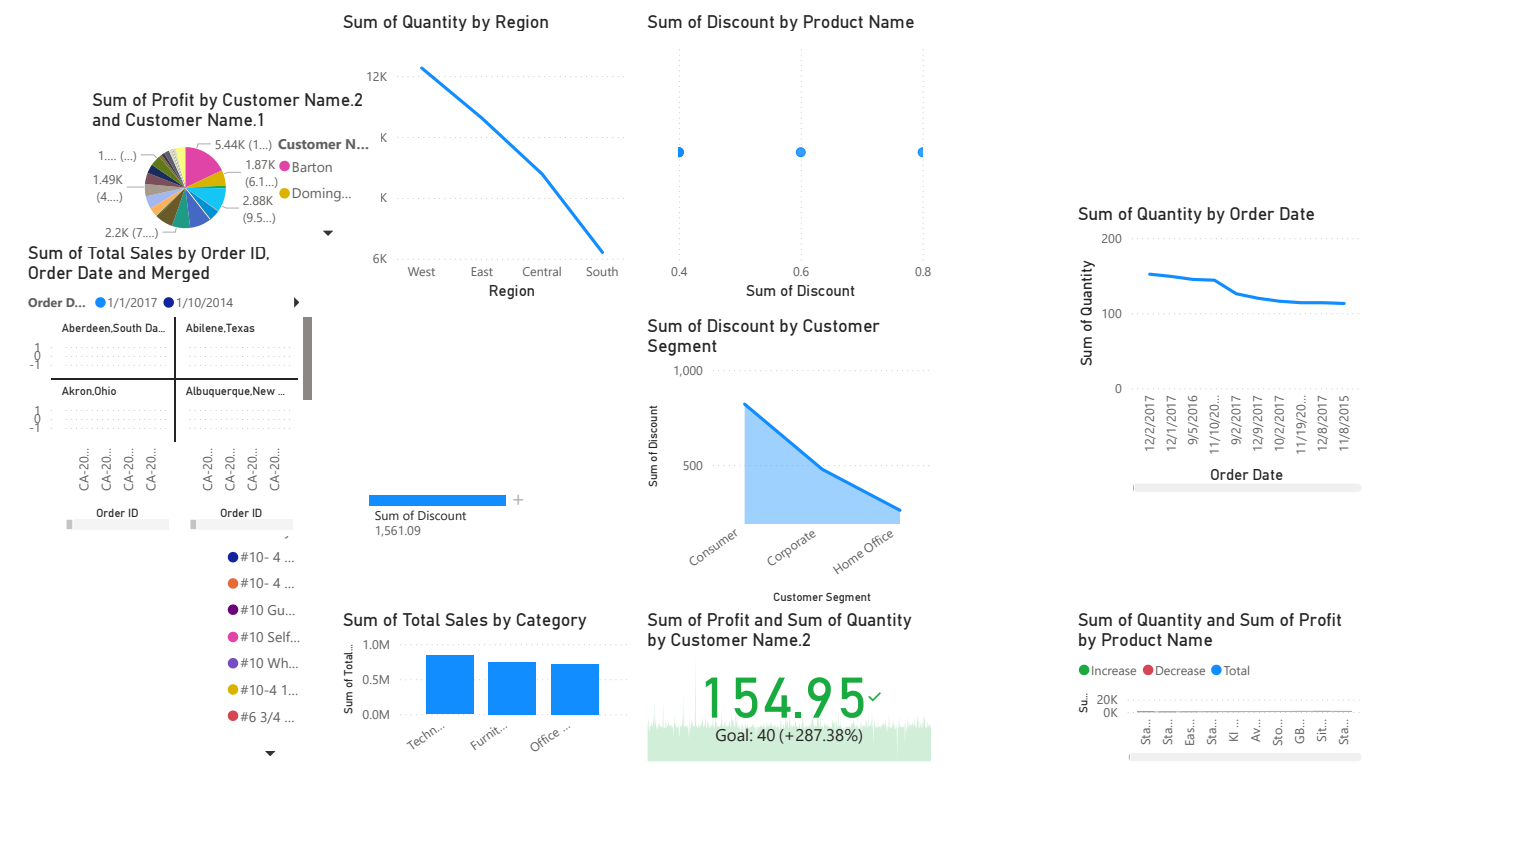 Sum of Quantity by Region
12K
K
K
6K
West East Central South
Region
Sum of Discount by Product Name
0.4 0.6 0.8
Sum of Discount
Sum of Profit by Customer Name.2
and Customer Name.1
5.44K (1...)
1.87K
(6.1...)
2.88K
(9.5...)
2.2K (7....)
1.49K
(4....)
1.... (...)
Customer N...
Barton
Doming...
Sum of Total Sales by Order ID,
Order Date and Merged
Order D... 1/1/2017 1/10/2014
Aberdeen,South Da... Abilene,Texas
1
0
-1
Akron,Ohio Albuquerque,New ...
1
0
-1
CA-20... CA-20... CA-20... CA-20... CA-20... CA-20... CA-20... CA-20...
Order ID Order ID
#10- 4 ...
#10- 4 ...
#10 Gu...
#10 Self...
#10 Wh...
#10-4 1...
#6 3/4 ...
Sum of Discount
1,561.09
Sum of Discount by Customer
Segment
Sum of Discount
1,000
500
Consumer Corporate Home Office
Customer Segment
Sum of Quantity by Order Date
Sum of Quantity
200
100
0
12/2/2017 12/1/2017 9/5/2016 11/10/20... 9/2/2017 12/9/2017 10/2/2017 11/19/20... 12/8/2017 11/8/2015
Order Date
Sum of Total Sales by Category
Sum of Total...
1.0M
0.5M
0.0M
Techn... Furnit... Office ...
Sum of Profit and Sum of Quantity
by Customer Name.2
154.95
Goal: 40 (+287.38%)
Sum of Quantity and Sum of Profit
by Product Name
Increase Decrease Total
Su...
20K
0K
Sta... Sta... Eas... Sta... KI ... Av... Sto... GB... Sit... Sta...